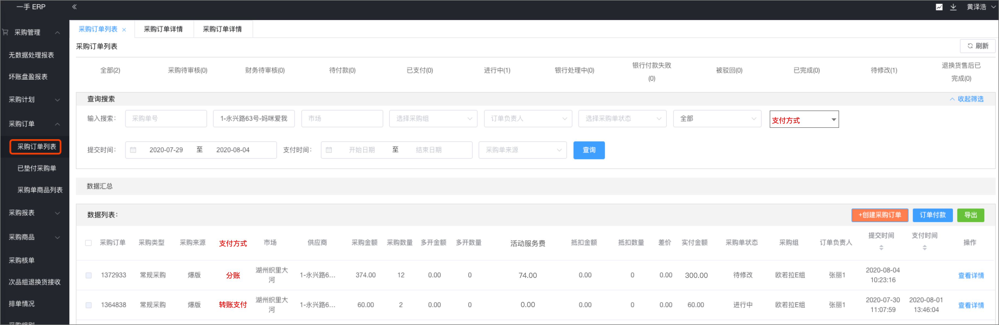 一手 ERP
黄泽浩
采购管理
无数据处理报表
坏账盘盈报表
采购计划
采购订单
采购订单列表
已垫付采购单
采购单商品列表
采购报表
采购商品
采购核单
次品组退换货接收
排单情况
采购订单列表 ×
采购订单详情
采购订单详情
采购订单列表
刷新
全部(2)
采购待审核(0)
财务待审核(0)
待付款(0)
已支付(0)
进行中(1)
银行处理中(0)
银行付款失败
(0)
被驳回(0)
已完成(0)
待修改(1)
退换货售后已
完成(0)
查询搜索
收起筛选
输入搜索：
采购单号
1-永兴路63号-妈咪爱我
市场
选择采购组
订单负责人
选择采购单状态
全部
支付方式
提交时间：
2020-07-29 至 2020-08-04
支付时间：
开始日期 至 结束日期
采购单来源
查询
数据汇总
数据列表：
+创建采购订单
订单付款
导出
采购订单 采购类型 采购来源 支付方式 市场 供应商 采购金额 采购数量 多开金额 多开数量 活动服务费 抵扣金额 抵扣数量 差价 实付金额 采购单状态 采购组 订单负责人 提交时间 支付时间 操作
1372933 常规采购 爆版 分账 湖州织里大 1-永兴路6... 374.00 12 0.00 0 74.00 0.00 0 0.00 300.00 待修改 欧若拉E组 张丽1 2020-08-04 查看详情
河 10:23:16
1364838 常规采购 爆版 转账支付 湖州织里大 1-永兴路6... 60.00 2 0.00 0 0.00 0.00 0 0.00 60.00 进行中 欧若拉E组 张丽1 2020-07-30 2020-08-01 查看详情
河 11:07:59 13:46:04